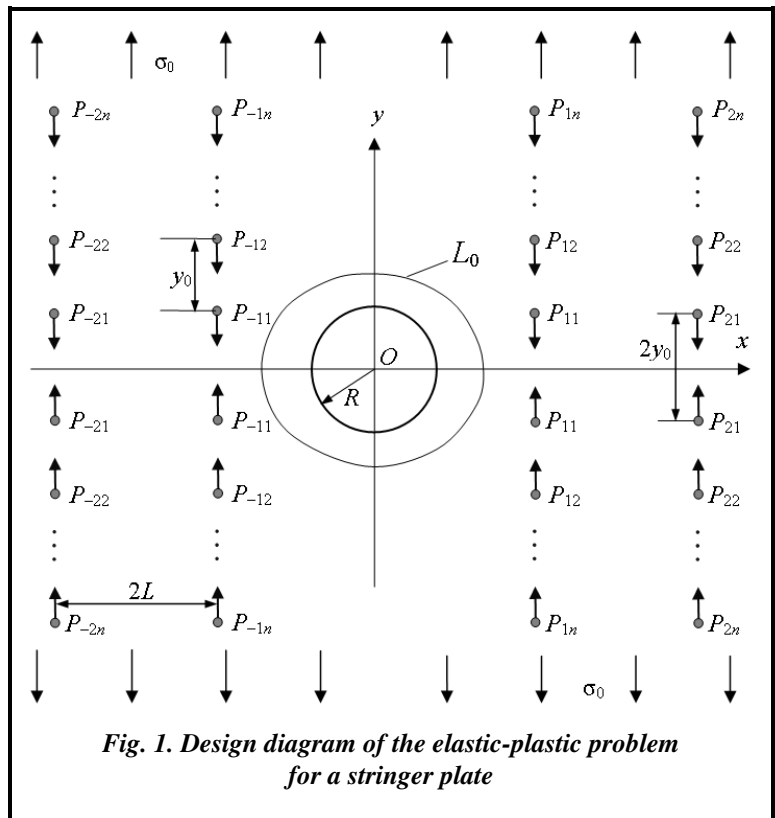 σ₀
P₋₂ₙ P₋₁ₙ y P₁ₙ P₂ₙ
P₋₂₂ P₋₁₂ L₀ P₁₂ P₂₂
y₀
P₋₂₁ P₋₁₁ P₁₁ P₂₁
O 2y₀ x
R
P₋₂₁ P₋₁₁ P₁₁ P₂₁
P₋₂₂ P₋₁₂ P₁₂ P₂₂
2L
P₋₂ₙ P₋₁ₙ P₁ₙ P₂ₙ
σ₀
Fig. 1. Design diagram of the elastic-plastic problem
for a stringer plate